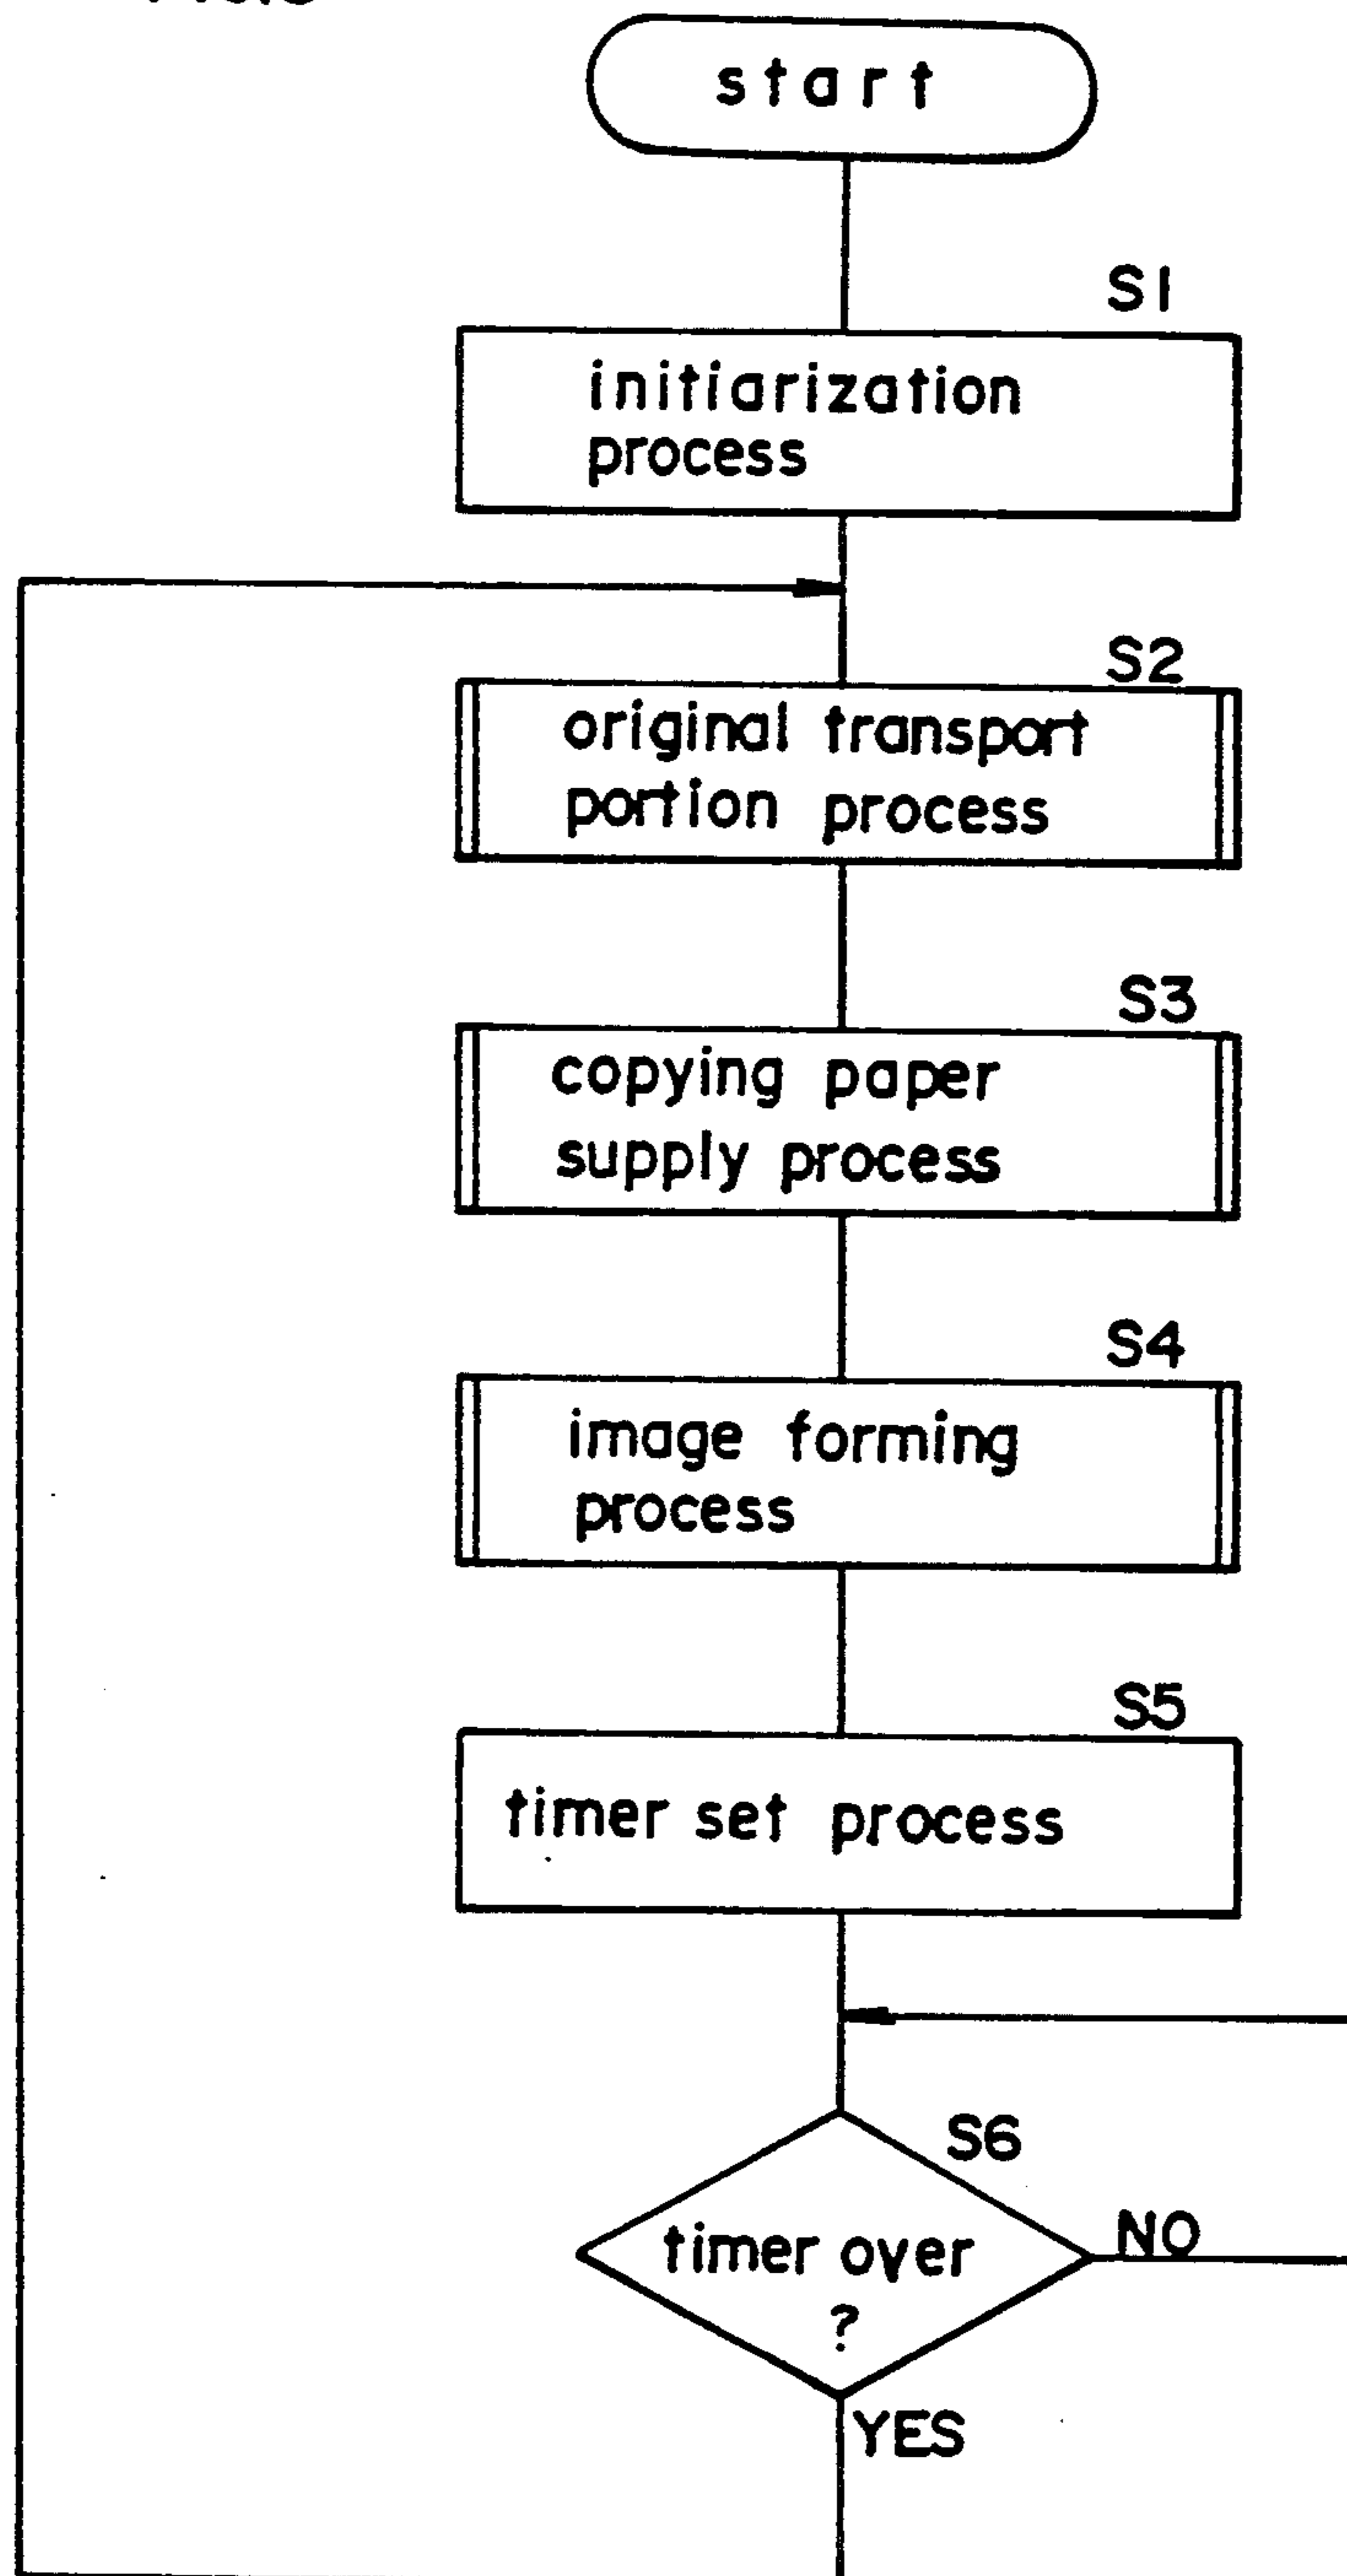 start
S1
initiarization
process
S2
original transport
portion process
S3
copying paper
supply process
S4
image forming
process
S5
timer set process
S6
timer over
NO
?
YES